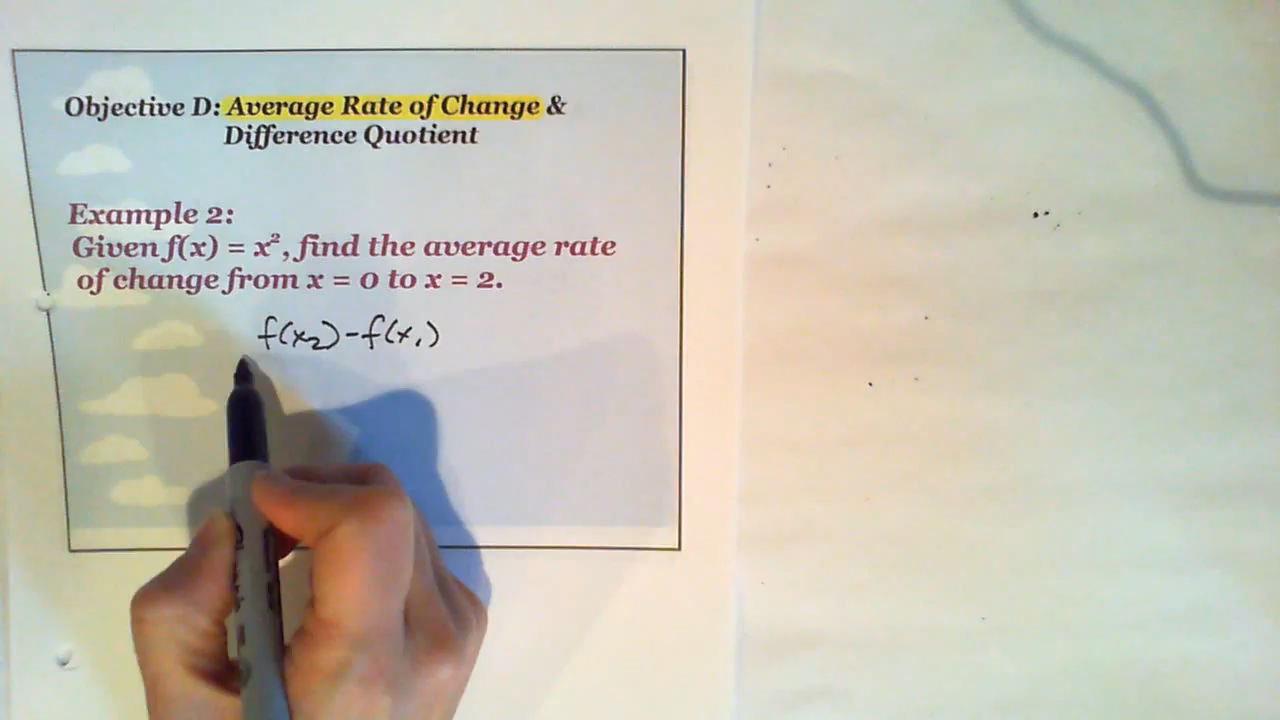 Objective D: Average Rate of Change &
Difference Quotient
Example 2:
Given f(x) = x², find the average rate
of change from x = 0 to x = 2.
f(x₂)-f(x₁)